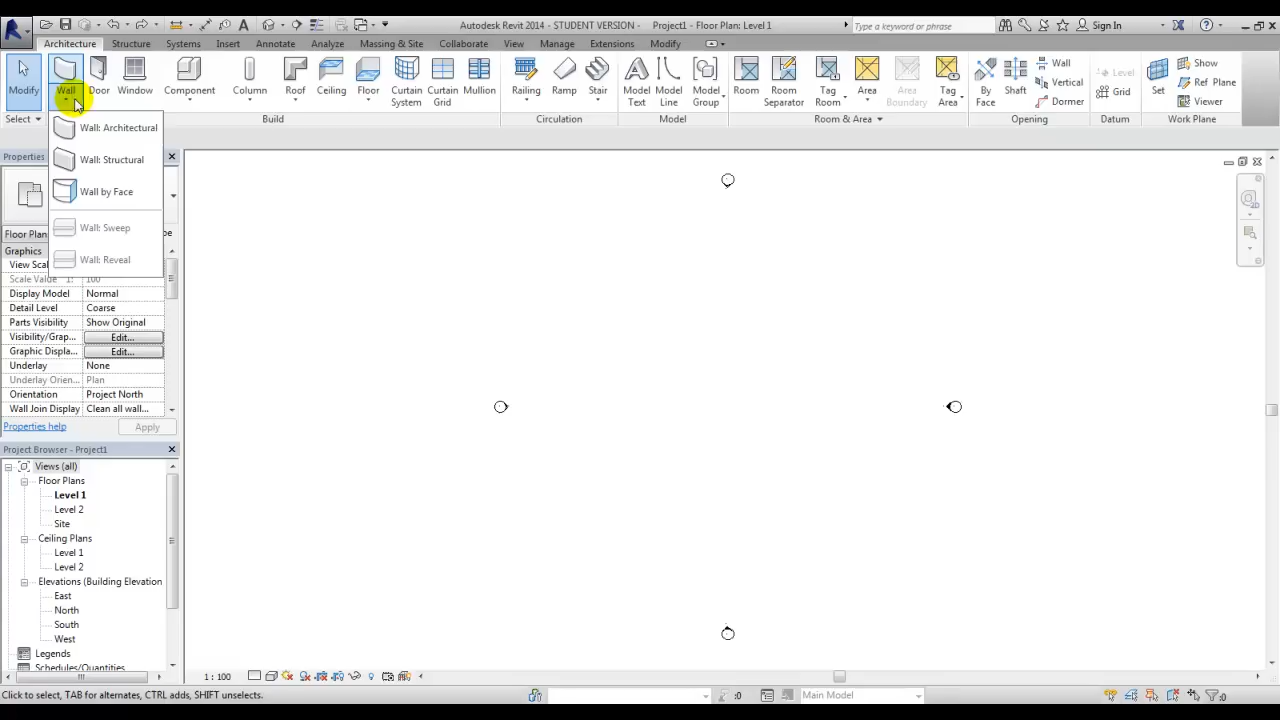 Autodesk Revit 2014 - STUDENT VERSION - Project1 - Floor Plan: Level 1
Type a keyword or phrase
Sign In
Architecture Structure Systems Insert Annotate Analyze Massing & Site Collaborate View Manage Extensions Modify
Modify Wall Door Window Component Column Roof Ceiling Floor Curtain System Curtain Grid Mullion Railing Ramp Stair Model Text Model Line Model Group Room Room Separator Tag Room Area Area Boundary Tag Area By Face Shaft Wall Vertical Dormer Level Grid Set Show Ref Plane Viewer
Select Build Circulation Model Room & Area Opening Datum Work Plane
Wall: Architectural
Wall: Structural
Wall by Face
Wall: Sweep
Wall: Reveal
Properties
Floor Plan
pe
Graphics
View Scal
Scale Value 1: 100
Display Model Normal
Detail Level Coarse
Parts Visibility Show Original
Visibility/Grap... Edit...
Graphic Displa... Edit...
Underlay None
Underlay Orien... Plan
Orientation Project North
Wall Join Display Clean all wall...
Properties help Apply
Project Browser - Project1
Views (all)
Floor Plans
Level 1
Level 2
Site
Ceiling Plans
Level 1
Level 2
Elevations (Building Elevation
East
North
South
West
Legends
Schedules/Quantities
1 : 100
Click to select, TAB for alternates, CTRL adds, SHIFT unselects.
:0
Main Model
:0